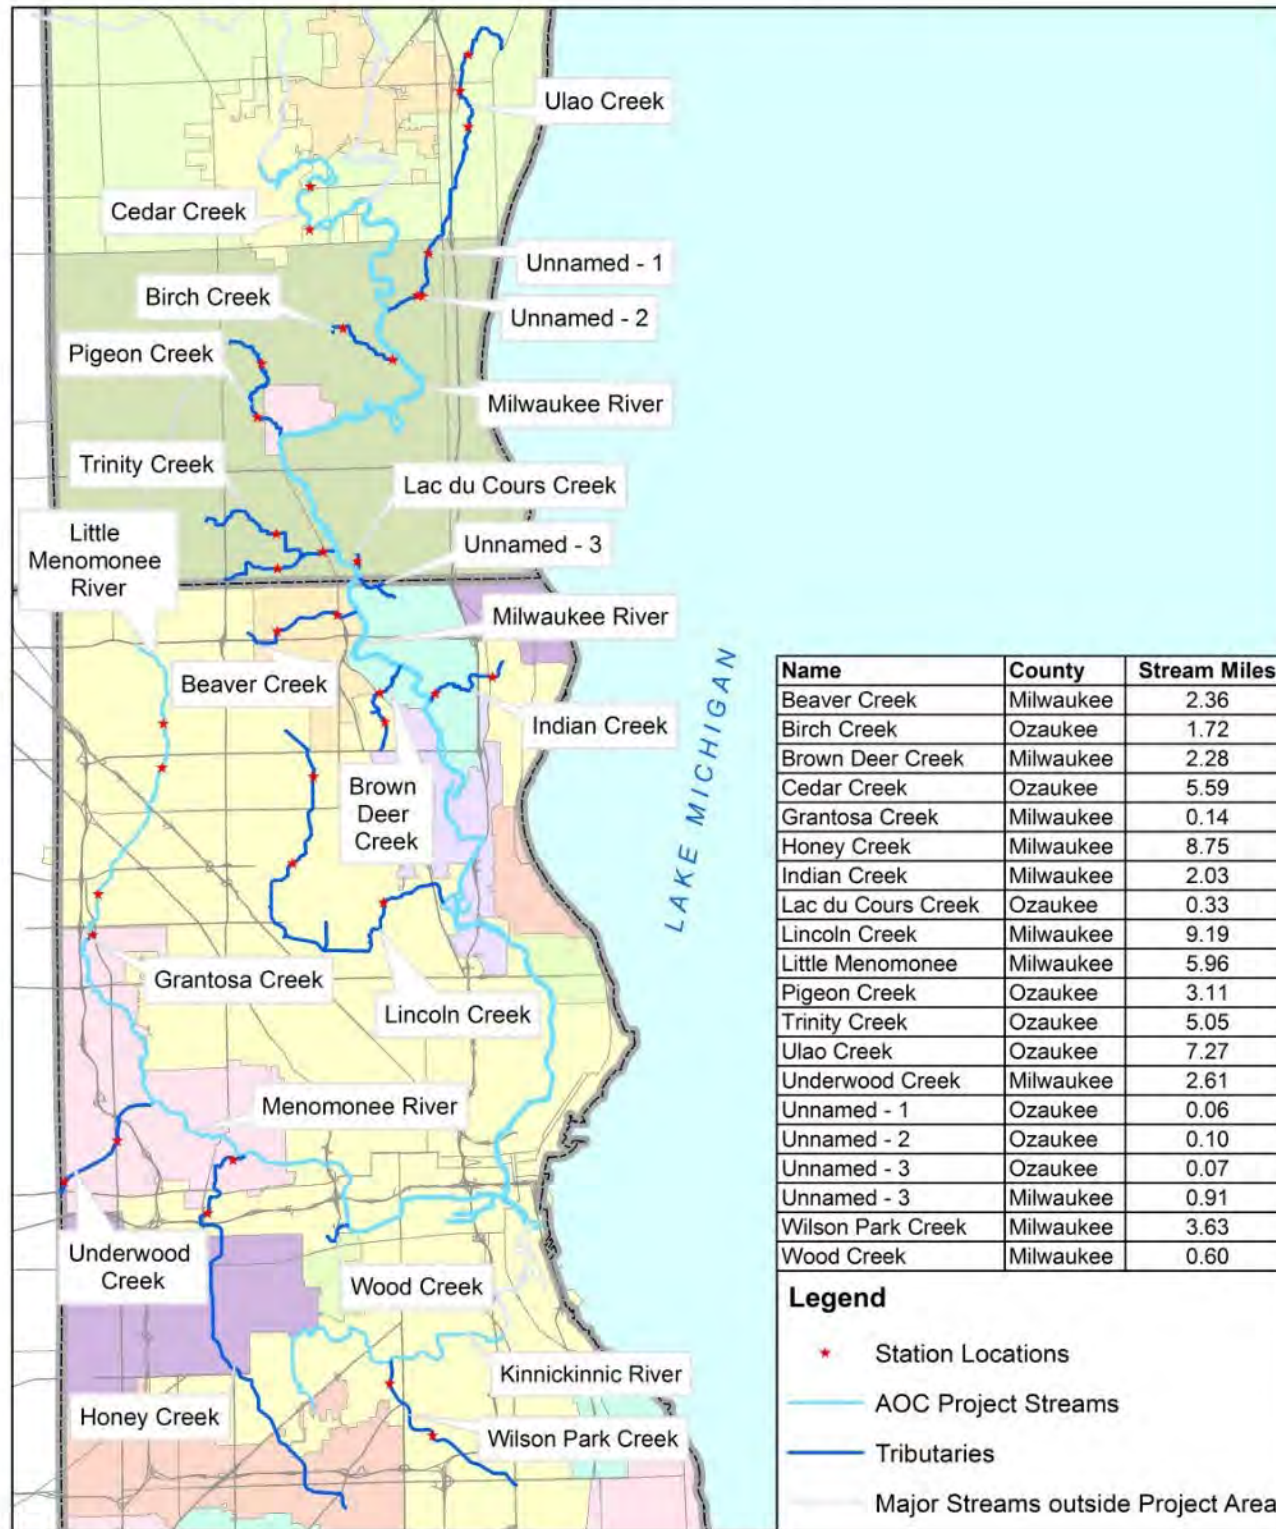 Ulao Creek
Cedar Creek
Unnamed - 1
Birch Creek
Unnamed - 2
Pigeon Creek
Milwaukee River
Trinity Creek
Lac du Cours Creek
Little
Menomonee
River
Unnamed - 3
Milwaukee River
Beaver Creek
Indian Creek
Brown
Deer
Creek
LAKE MICHIGAN
Grantosa Creek
Lincoln Creek
Menomonee River
Underwood
Creek
Wood Creek
Kinnickinnic River
Honey Creek
Wilson Park Creek
Name County Stream Miles
Beaver Creek Milwaukee 2.36
Birch Creek Ozaukee 1.72
Brown Deer Creek Milwaukee 2.28
Cedar Creek Ozaukee 5.59
Grantosa Creek Milwaukee 0.14
Honey Creek Milwaukee 8.75
Indian Creek Milwaukee 2.03
Lac du Cours Creek Ozaukee 0.33
Lincoln Creek Milwaukee 9.19
Little Menomonee Milwaukee 5.96
Pigeon Creek Ozaukee 3.11
Trinity Creek Ozaukee 5.05
Ulao Creek Ozaukee 7.27
Underwood Creek Milwaukee 2.61
Unnamed - 1 Ozaukee 0.06
Unnamed - 2 Ozaukee 0.10
Unnamed - 3 Ozaukee 0.07
Unnamed - 3 Milwaukee 0.91
Wilson Park Creek Milwaukee 3.63
Wood Creek Milwaukee 0.60
Legend
Station Locations
AOC Project Streams
Tributaries
Major Streams outside Project Area